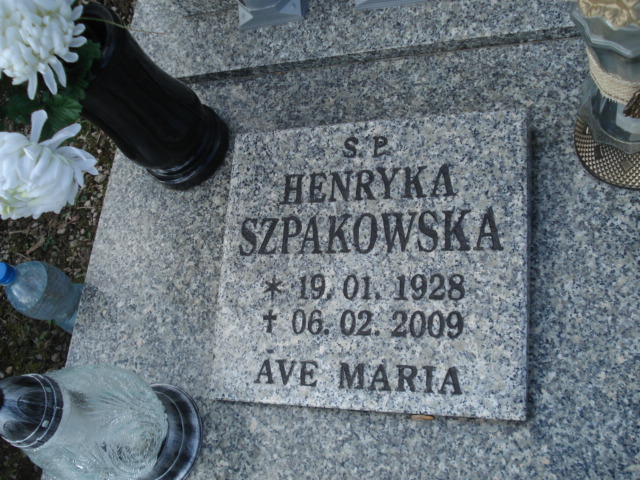 Ś P
HENRYKA
SZPAKOWSKA
* 19. 01. 1928
✝ 06. 02. 2009
AVE MARIA